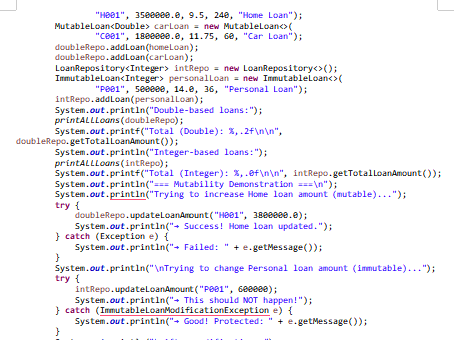 "H001", 3500000.0, 9.5, 240, "Home Loan");
MutableLoan<Double> carLoan = new MutableLoan<>(
"C001", 1800000.0, 11.75, 60, "Car Loan");
doubleRepo.addLoan(homeLoan);
doubleRepo.addLoan(carLoan);
LoanRepository<Integer> intRepo = new LoanRepository<>();
ImmutableLoan<Integer> personalLoan = new ImmutableLoan<>(
"P001", 500000, 14.0, 36, "Personal Loan");
intRepo.addLoan(personalLoan);
System.out.println("Double-based loans:");
printAllLoans(doubleRepo);
System.out.printf("Total (Double): %,.2f\n\n",
doubleRepo.getTotalLoanAmount());
System.out.println("Integer-based loans:");
printAllLoans(intRepo);
System.out.printf("Total (Integer): %,.0f\n\n", intRepo.getTotalLoanAmount());
System.out.println("=== Mutability Demonstration ===\n");
System.out.println("Trying to increase Home loan amount (mutable)...");
try {
doubleRepo.updateLoanAmount("H001", 3800000.0);
System.out.println("→ Success! Home loan updated.");
} catch (Exception e) {
System.out.println("→ Failed: " + e.getMessage());
}
System.out.println("\nTrying to change Personal loan amount (immutable)...");
try {
intRepo.updateLoanAmount("P001", 600000);
System.out.println("→ This should NOT happen!");
} catch (ImmutableLoanModificationException e) {
System.out.println("→ Good! Protected: " + e.getMessage());
}